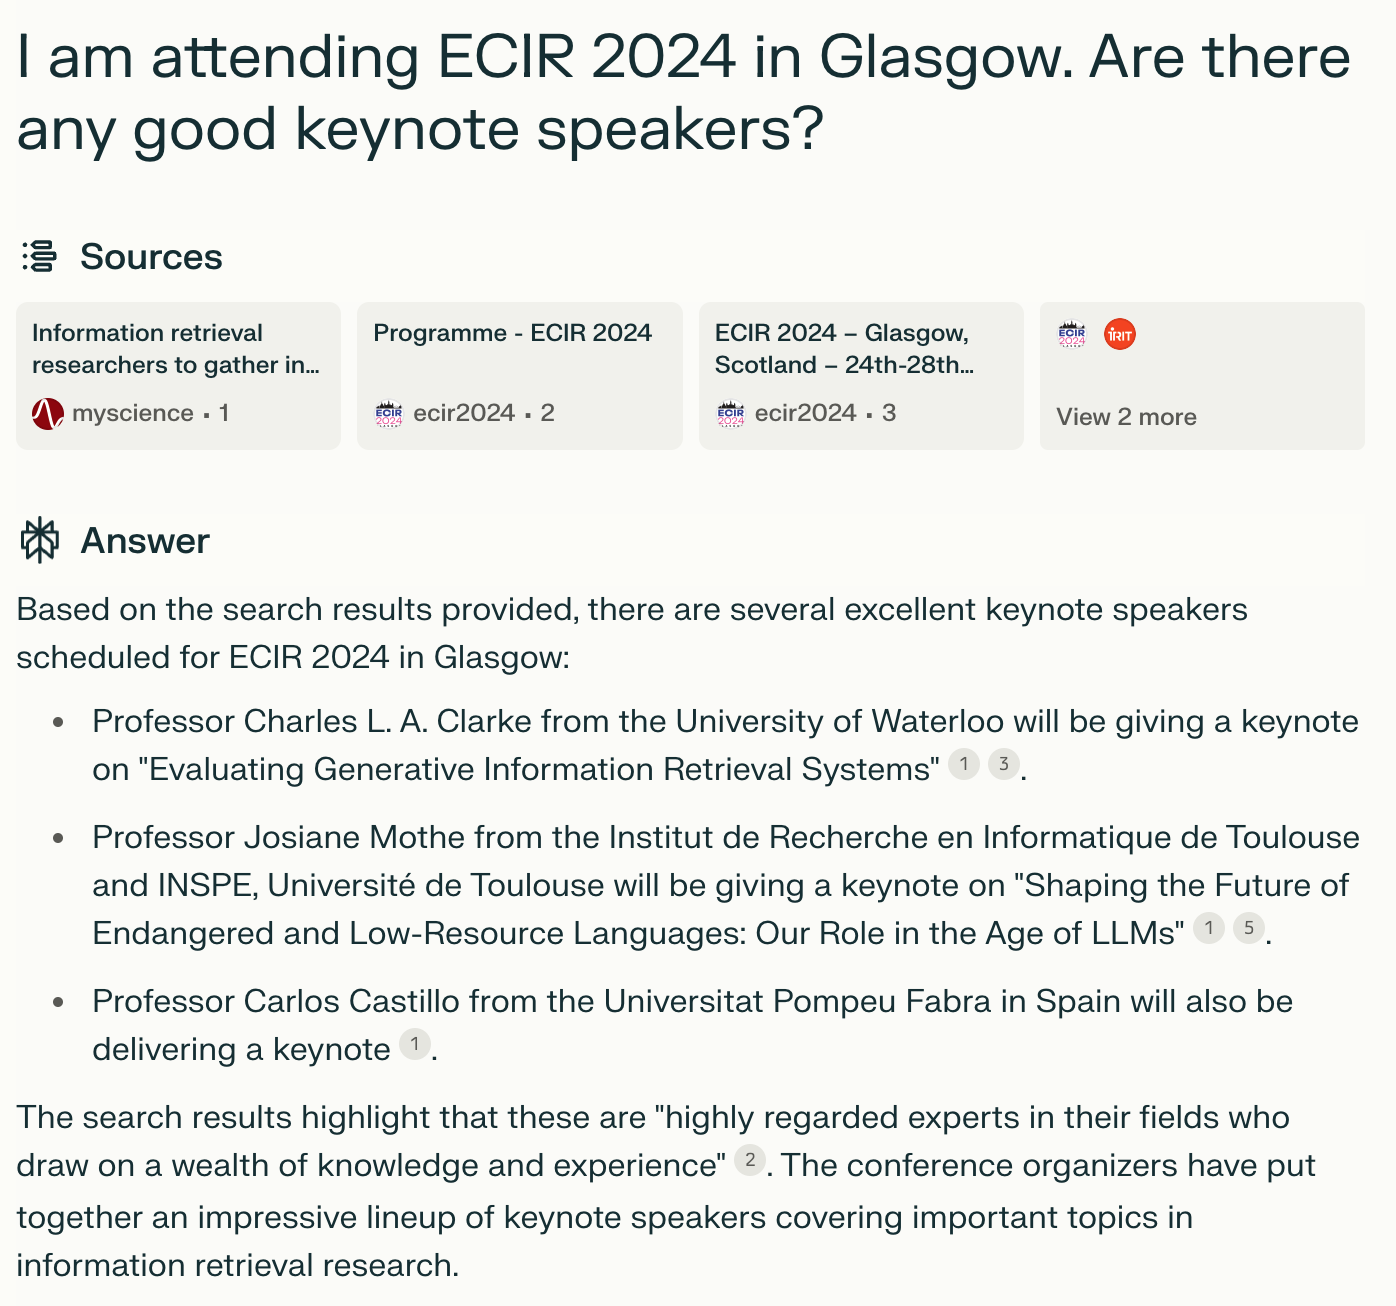 I am attending ECIR 2024 in Glasgow. Are there
any good keynote speakers?
Sources
Information retrieval
researchers to gather in...
myscience · 1
Programme - ECIR 2024
ECIR
2024
ecir2024 · 2
ECIR 2024 – Glasgow,
Scotland – 24th-28th...
ECIR
2024
ecir2024 · 3
ECIR
2024
IRIT
View 2 more
Answer
Based on the search results provided, there are several excellent keynote speakers
scheduled for ECIR 2024 in Glasgow:
• Professor Charles L. A. Clarke from the University of Waterloo will be giving a keynote
on "Evaluating Generative Information Retrieval Systems" 1 3.
• Professor Josiane Mothe from the Institut de Recherche en Informatique de Toulouse
and INSPE, Université de Toulouse will be giving a keynote on "Shaping the Future of
Endangered and Low-Resource Languages: Our Role in the Age of LLMs" 1 5.
• Professor Carlos Castillo from the Universitat Pompeu Fabra in Spain will also be
delivering a keynote 1.
The search results highlight that these are "highly regarded experts in their fields who
draw on a wealth of knowledge and experience" 2. The conference organizers have put
together an impressive lineup of keynote speakers covering important topics in
information retrieval research.